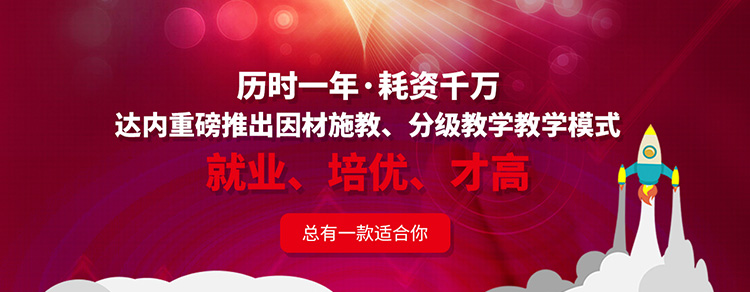 历时一年·耗资千万
达内重磅推出因材施教、分级教学教学模式
就业、培优、才高
总有一款适合你